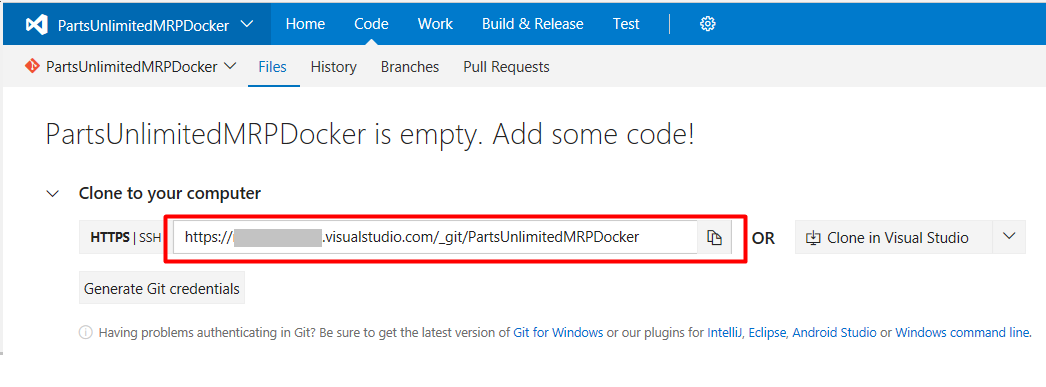 PartsUnlimitedMRPDocker Home Code Work Build & Release Test
PartsUnlimitedMRPDocker Files History Branches Pull Requests
PartsUnlimitedMRPDocker is empty. Add some code!
Clone to your computer
HTTPS | SSH https:// .visualstudio.com/_git/PartsUnlimitedMRPDocker OR Clone in Visual Studio
Generate Git credentials
Having problems authenticating in Git? Be sure to get the latest version of Git for Windows or our plugins for IntelliJ, Eclipse, Android Studio or Windows command line.